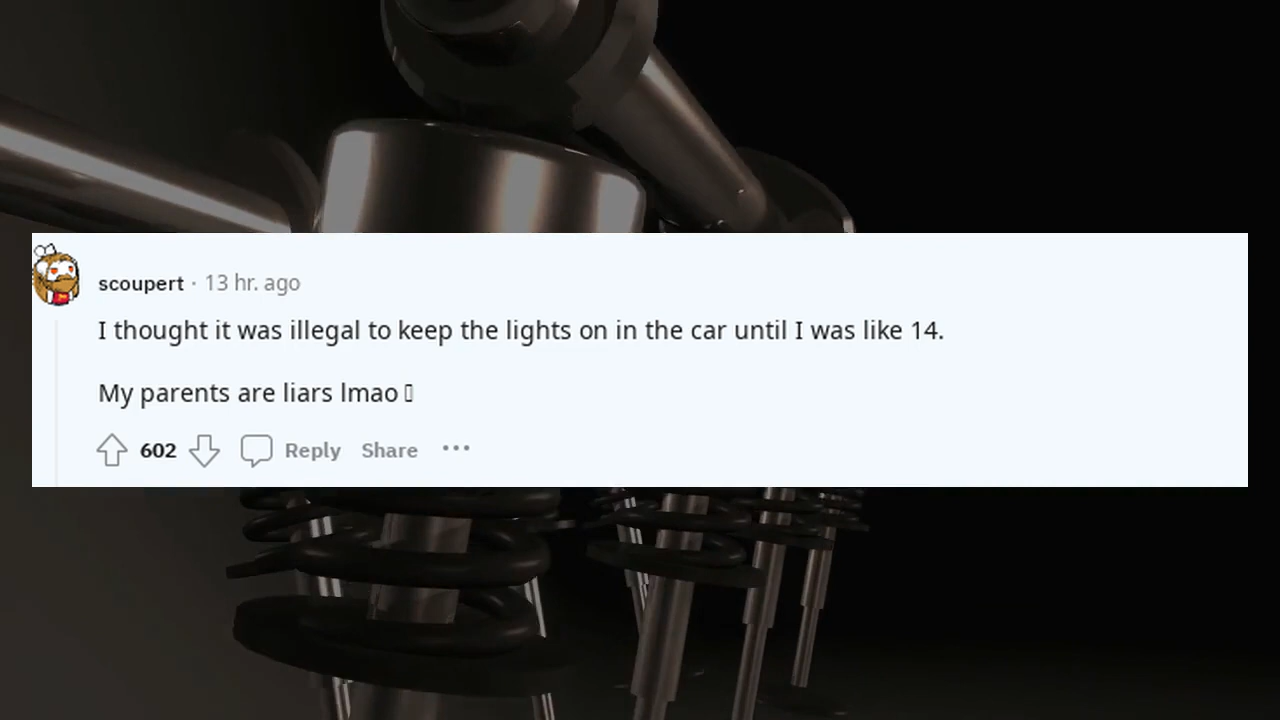 scoupert · 13 hr. ago
I thought it was illegal to keep the lights on in the car until I was like 14.
My parents are liars lmao ▯
602 Reply Share ···